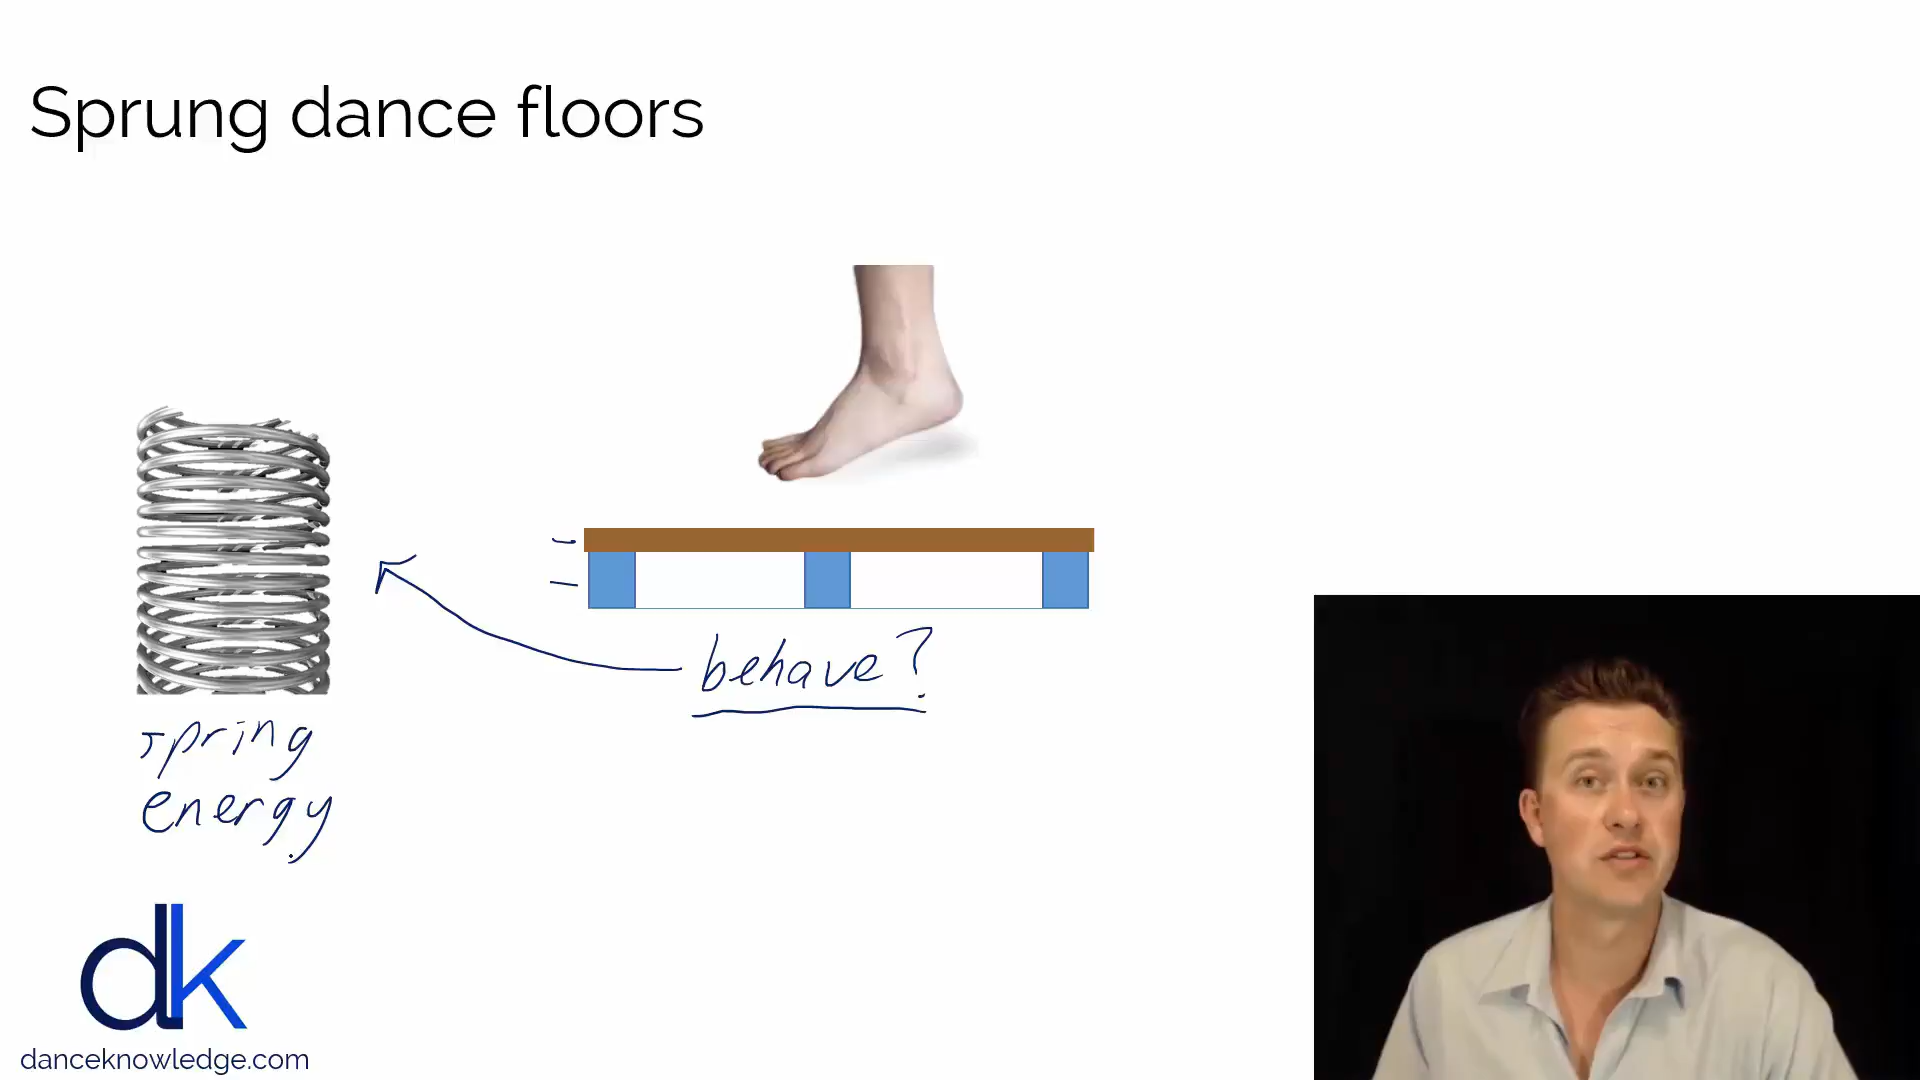 Sprung dance floors
behave?
spring
energy
dk
danceknowledge.com